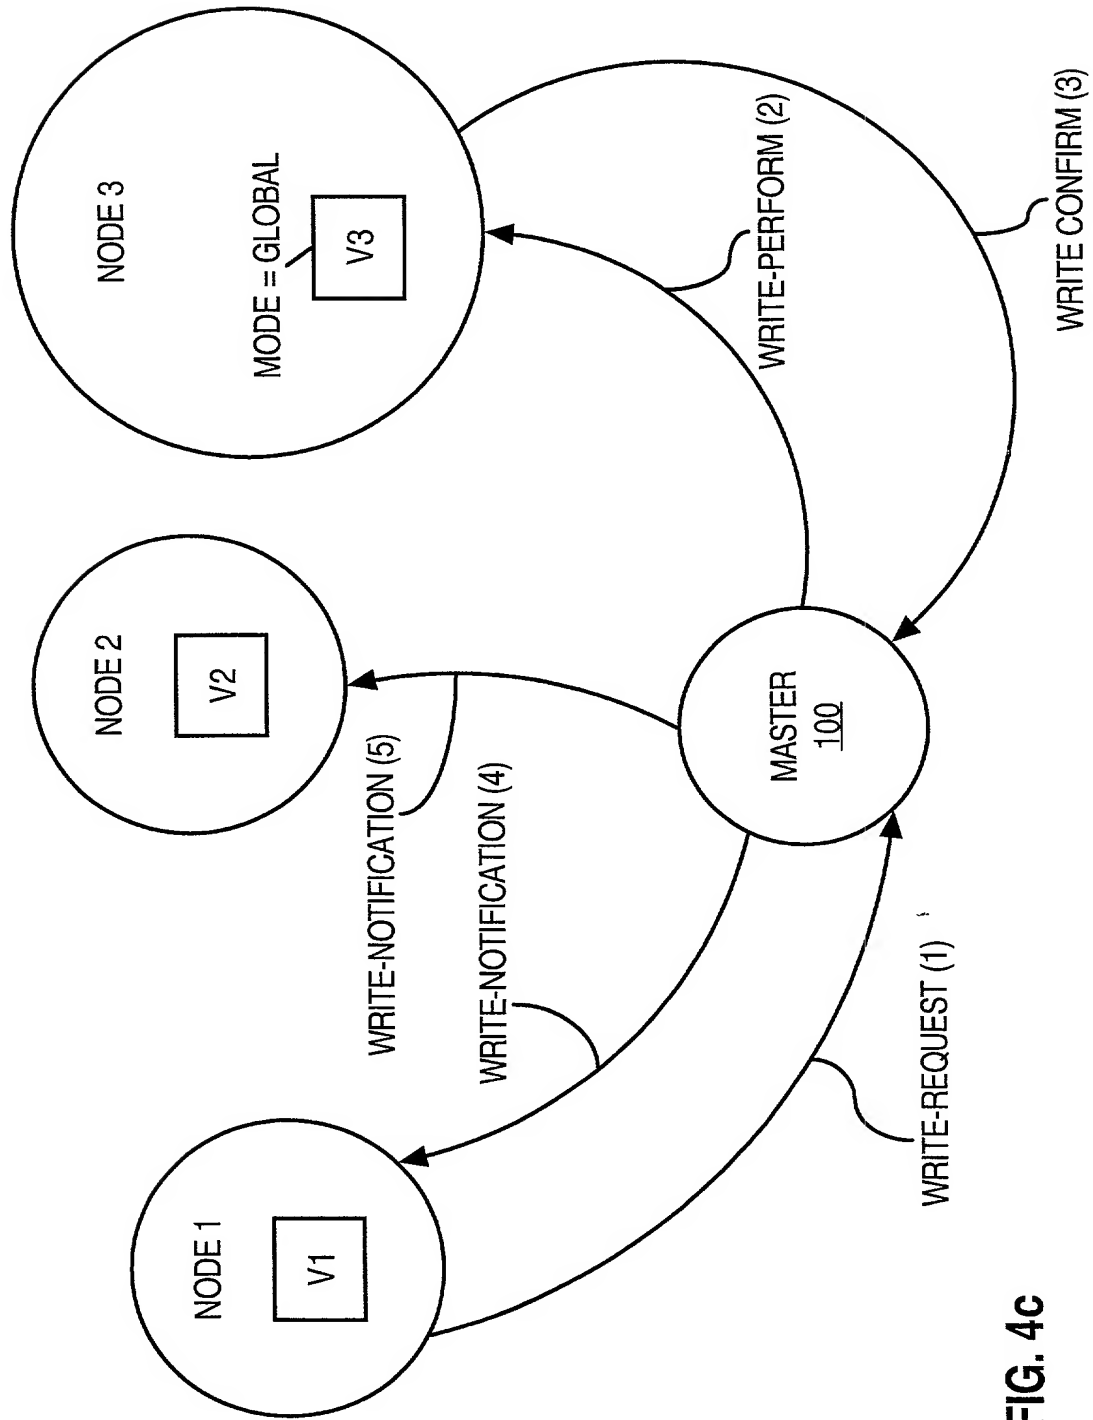 NODE 1
V1
NODE 2
V2
NODE 3
MODE = GLOBAL
V3
WRITE-NOTIFICATION (5)
WRITE-NOTIFICATION (4)
MASTER
100
WRITE-PERFORM (2)
WRITE-REQUEST (1)
WRITE CONFIRM (3)
FIG. 4c